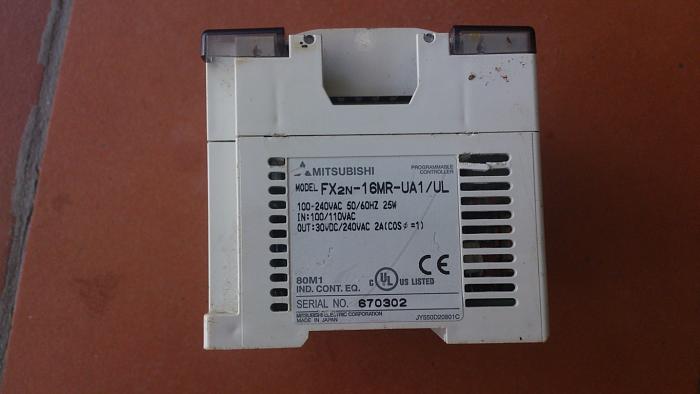 MITSUBISHI
PROGRAMMABLE
CONTROLLER
MODEL FX2N-16MR-UA1/UL
100-240VAC 50/60HZ 25W
IN:100/110VAC
OUT:30VDC/240VAC 2A(COS φ=1)
80M1
IND. CONT. EQ.
C UL US LISTED
CE
SERIAL NO. 670302
MITSUBISHI ELECTRIC CORPORATION
MADE IN JAPAN
JY550D20801C